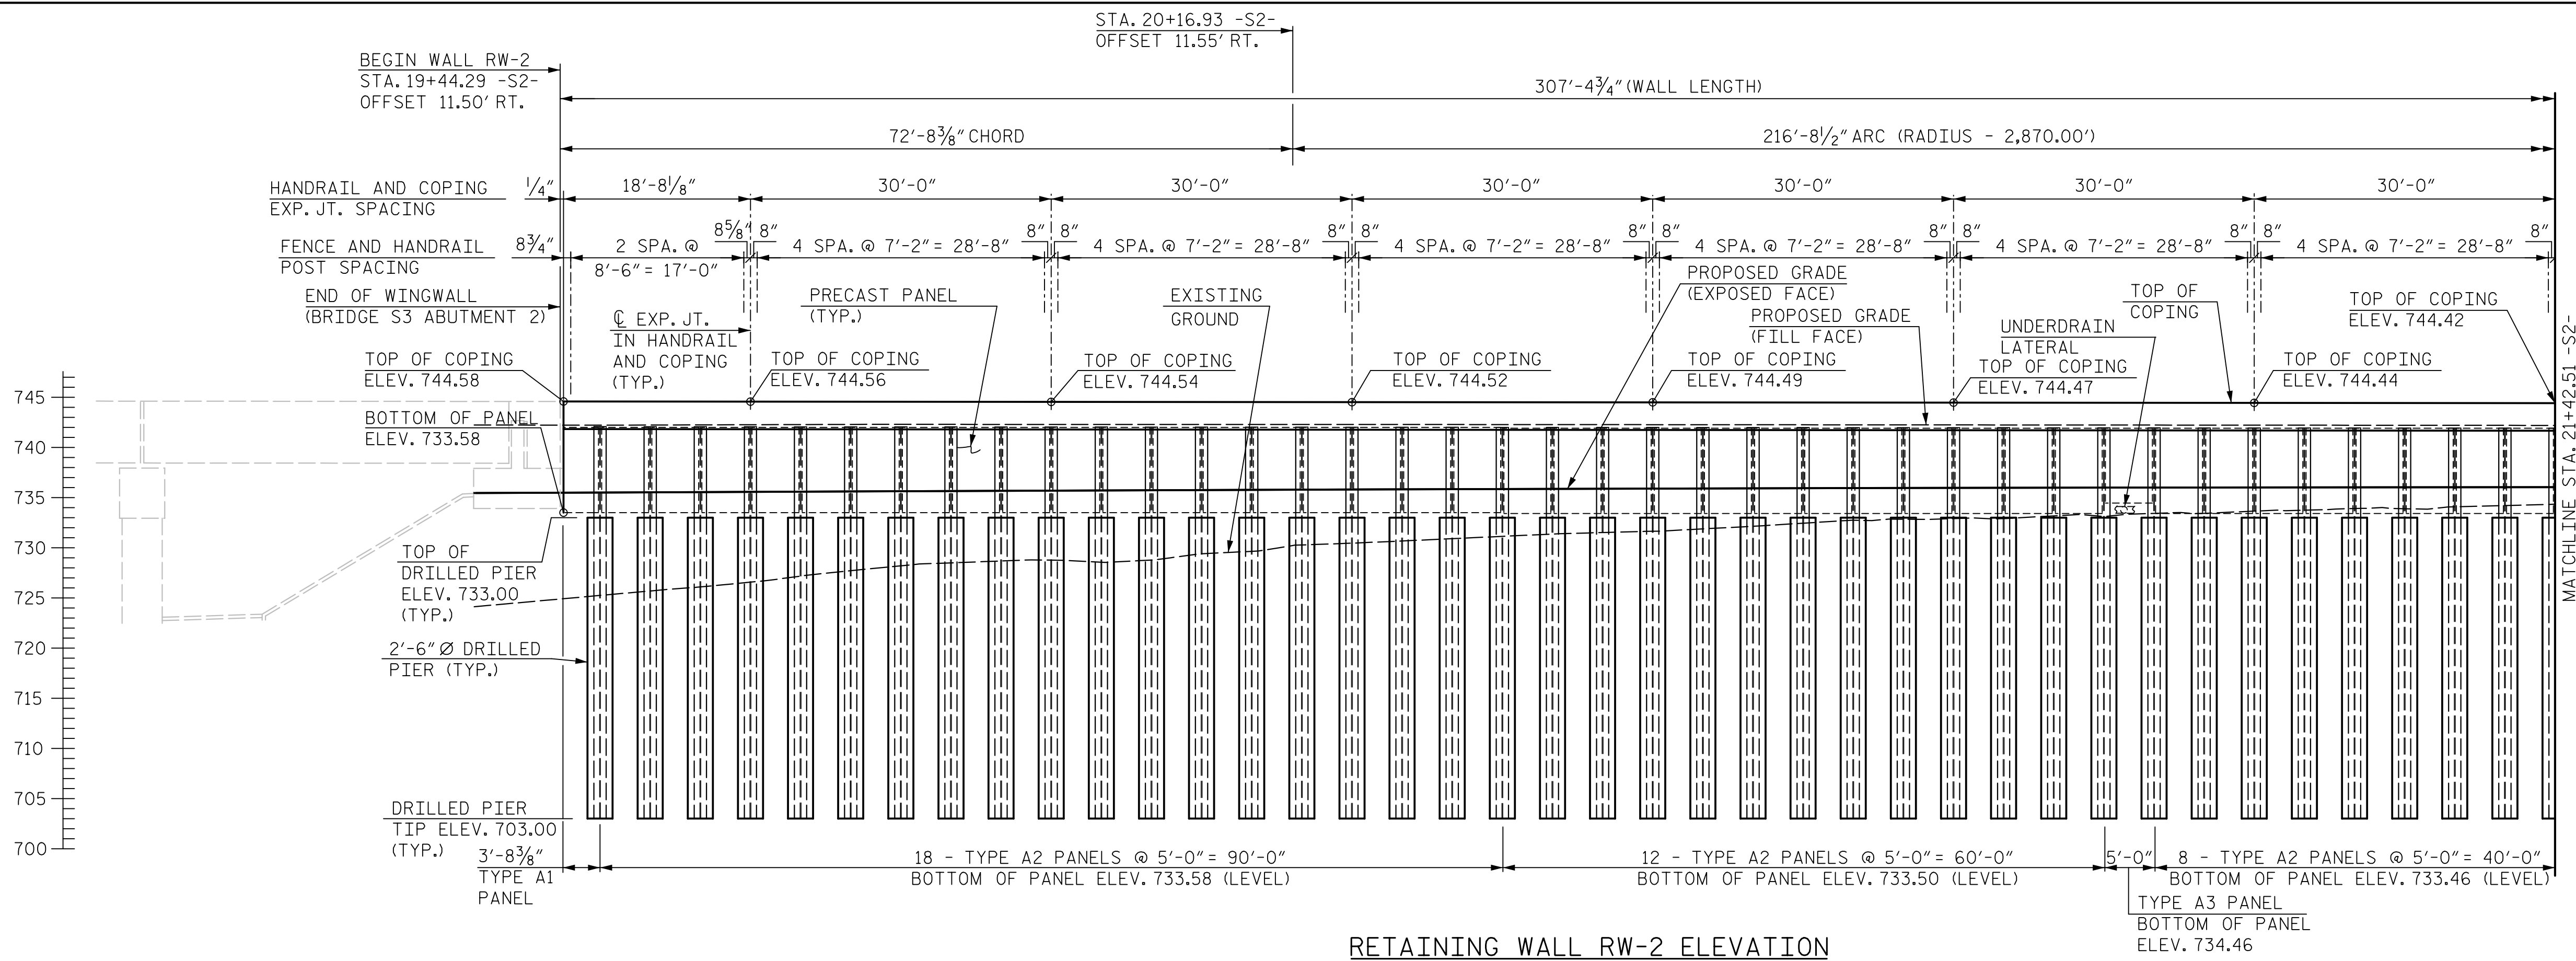 STA. 20+16.93 -S2-
OFFSET 11.55' RT.
BEGIN WALL RW-2
STA. 19+44.29 -S2-
OFFSET 11.50' RT.
307'-4¾" (WALL LENGTH)
72'-8⅜" CHORD
216'-8½" ARC (RADIUS - 2,870.00')
HANDRAIL AND COPING
EXP. JT. SPACING
¼"
18'-8⅛"
30'-0"
30'-0"
30'-0"
30'-0"
30'-0"
30'-0"
FENCE AND HANDRAIL
POST SPACING
8¾"
2 SPA. @
8'-6" = 17'-0"
8⅝"
8"
4 SPA. @ 7'-2" = 28'-8"
8"
8"
4 SPA. @ 7'-2" = 28'-8"
8"
8"
4 SPA. @ 7'-2" = 28'-8"
8"
8"
4 SPA. @ 7'-2" = 28'-8"
8"
8"
4 SPA. @ 7'-2" = 28'-8"
8"
8"
4 SPA. @ 7'-2" = 28'-8"
8"
END OF WINGWALL
(BRIDGE S3 ABUTMENT 2)
℄ EXP. JT.
IN HANDRAIL
AND COPING
(TYP.)
PRECAST PANEL
(TYP.)
EXISTING
GROUND
PROPOSED GRADE
(EXPOSED FACE)
PROPOSED GRADE
(FILL FACE)
UNDERDRAIN
LATERAL
TOP OF
COPING
TOP OF COPING
ELEV. 744.42
TOP OF COPING
ELEV. 744.58
TOP OF COPING
ELEV. 744.56
TOP OF COPING
ELEV. 744.54
TOP OF COPING
ELEV. 744.52
TOP OF COPING
ELEV. 744.49
TOP OF COPING
ELEV. 744.47
TOP OF COPING
ELEV. 744.44
MATCHLINE STA. 21+42.51 -S2-
BOTTOM OF PANEL
ELEV. 733.58
745
740
735
730
725
720
715
710
705
700
TOP OF
DRILLED PIER
ELEV. 733.00
(TYP.)
2'-6" Ø DRILLED
PIER (TYP.)
DRILLED PIER
TIP ELEV. 703.00
(TYP.)
3'-8⅜"
TYPE A1
PANEL
18 - TYPE A2 PANELS @ 5'-0" = 90'-0"
BOTTOM OF PANEL ELEV. 733.58 (LEVEL)
12 - TYPE A2 PANELS @ 5'-0" = 60'-0"
BOTTOM OF PANEL ELEV. 733.50 (LEVEL)
5'-0"
8 - TYPE A2 PANELS @ 5'-0" = 40'-0"
BOTTOM OF PANEL ELEV. 733.46 (LEVEL)
TYPE A3 PANEL
BOTTOM OF PANEL
ELEV. 734.46
RETAINING WALL RW-2 ELEVATION